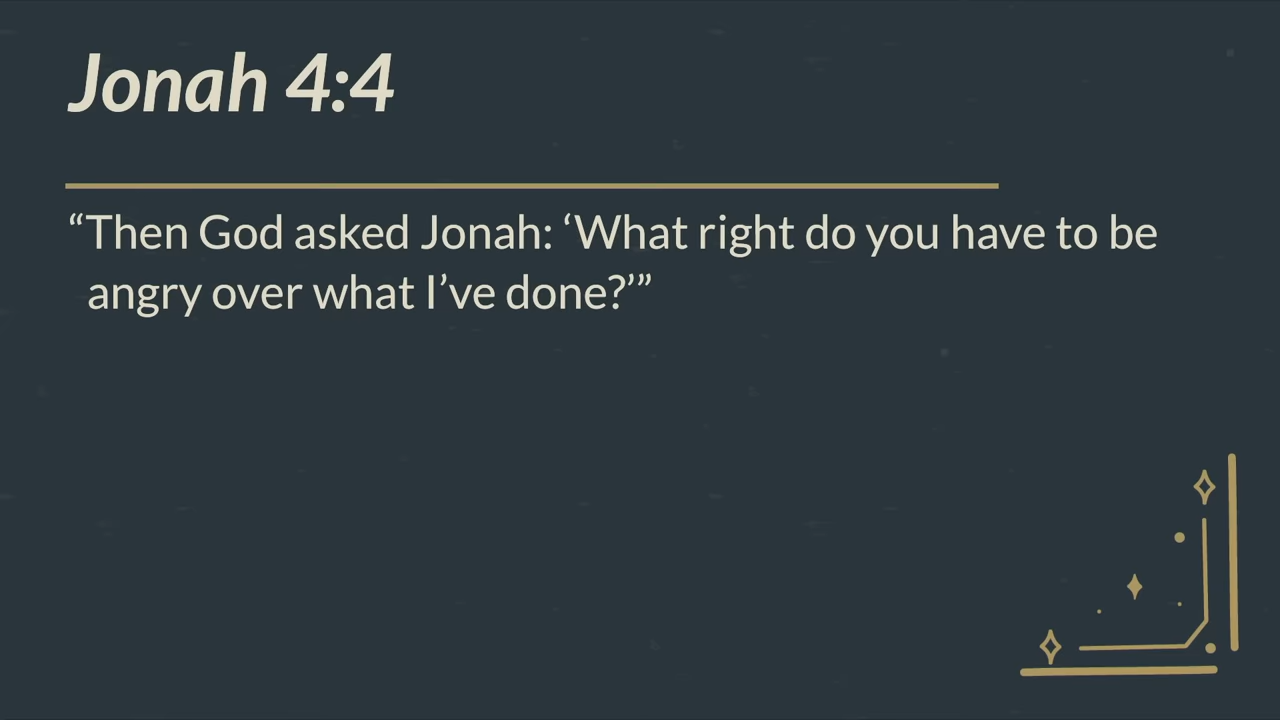 Jonah 4:4
“Then God asked Jonah: ‘What right do you have to be
angry over what I’ve done?’”